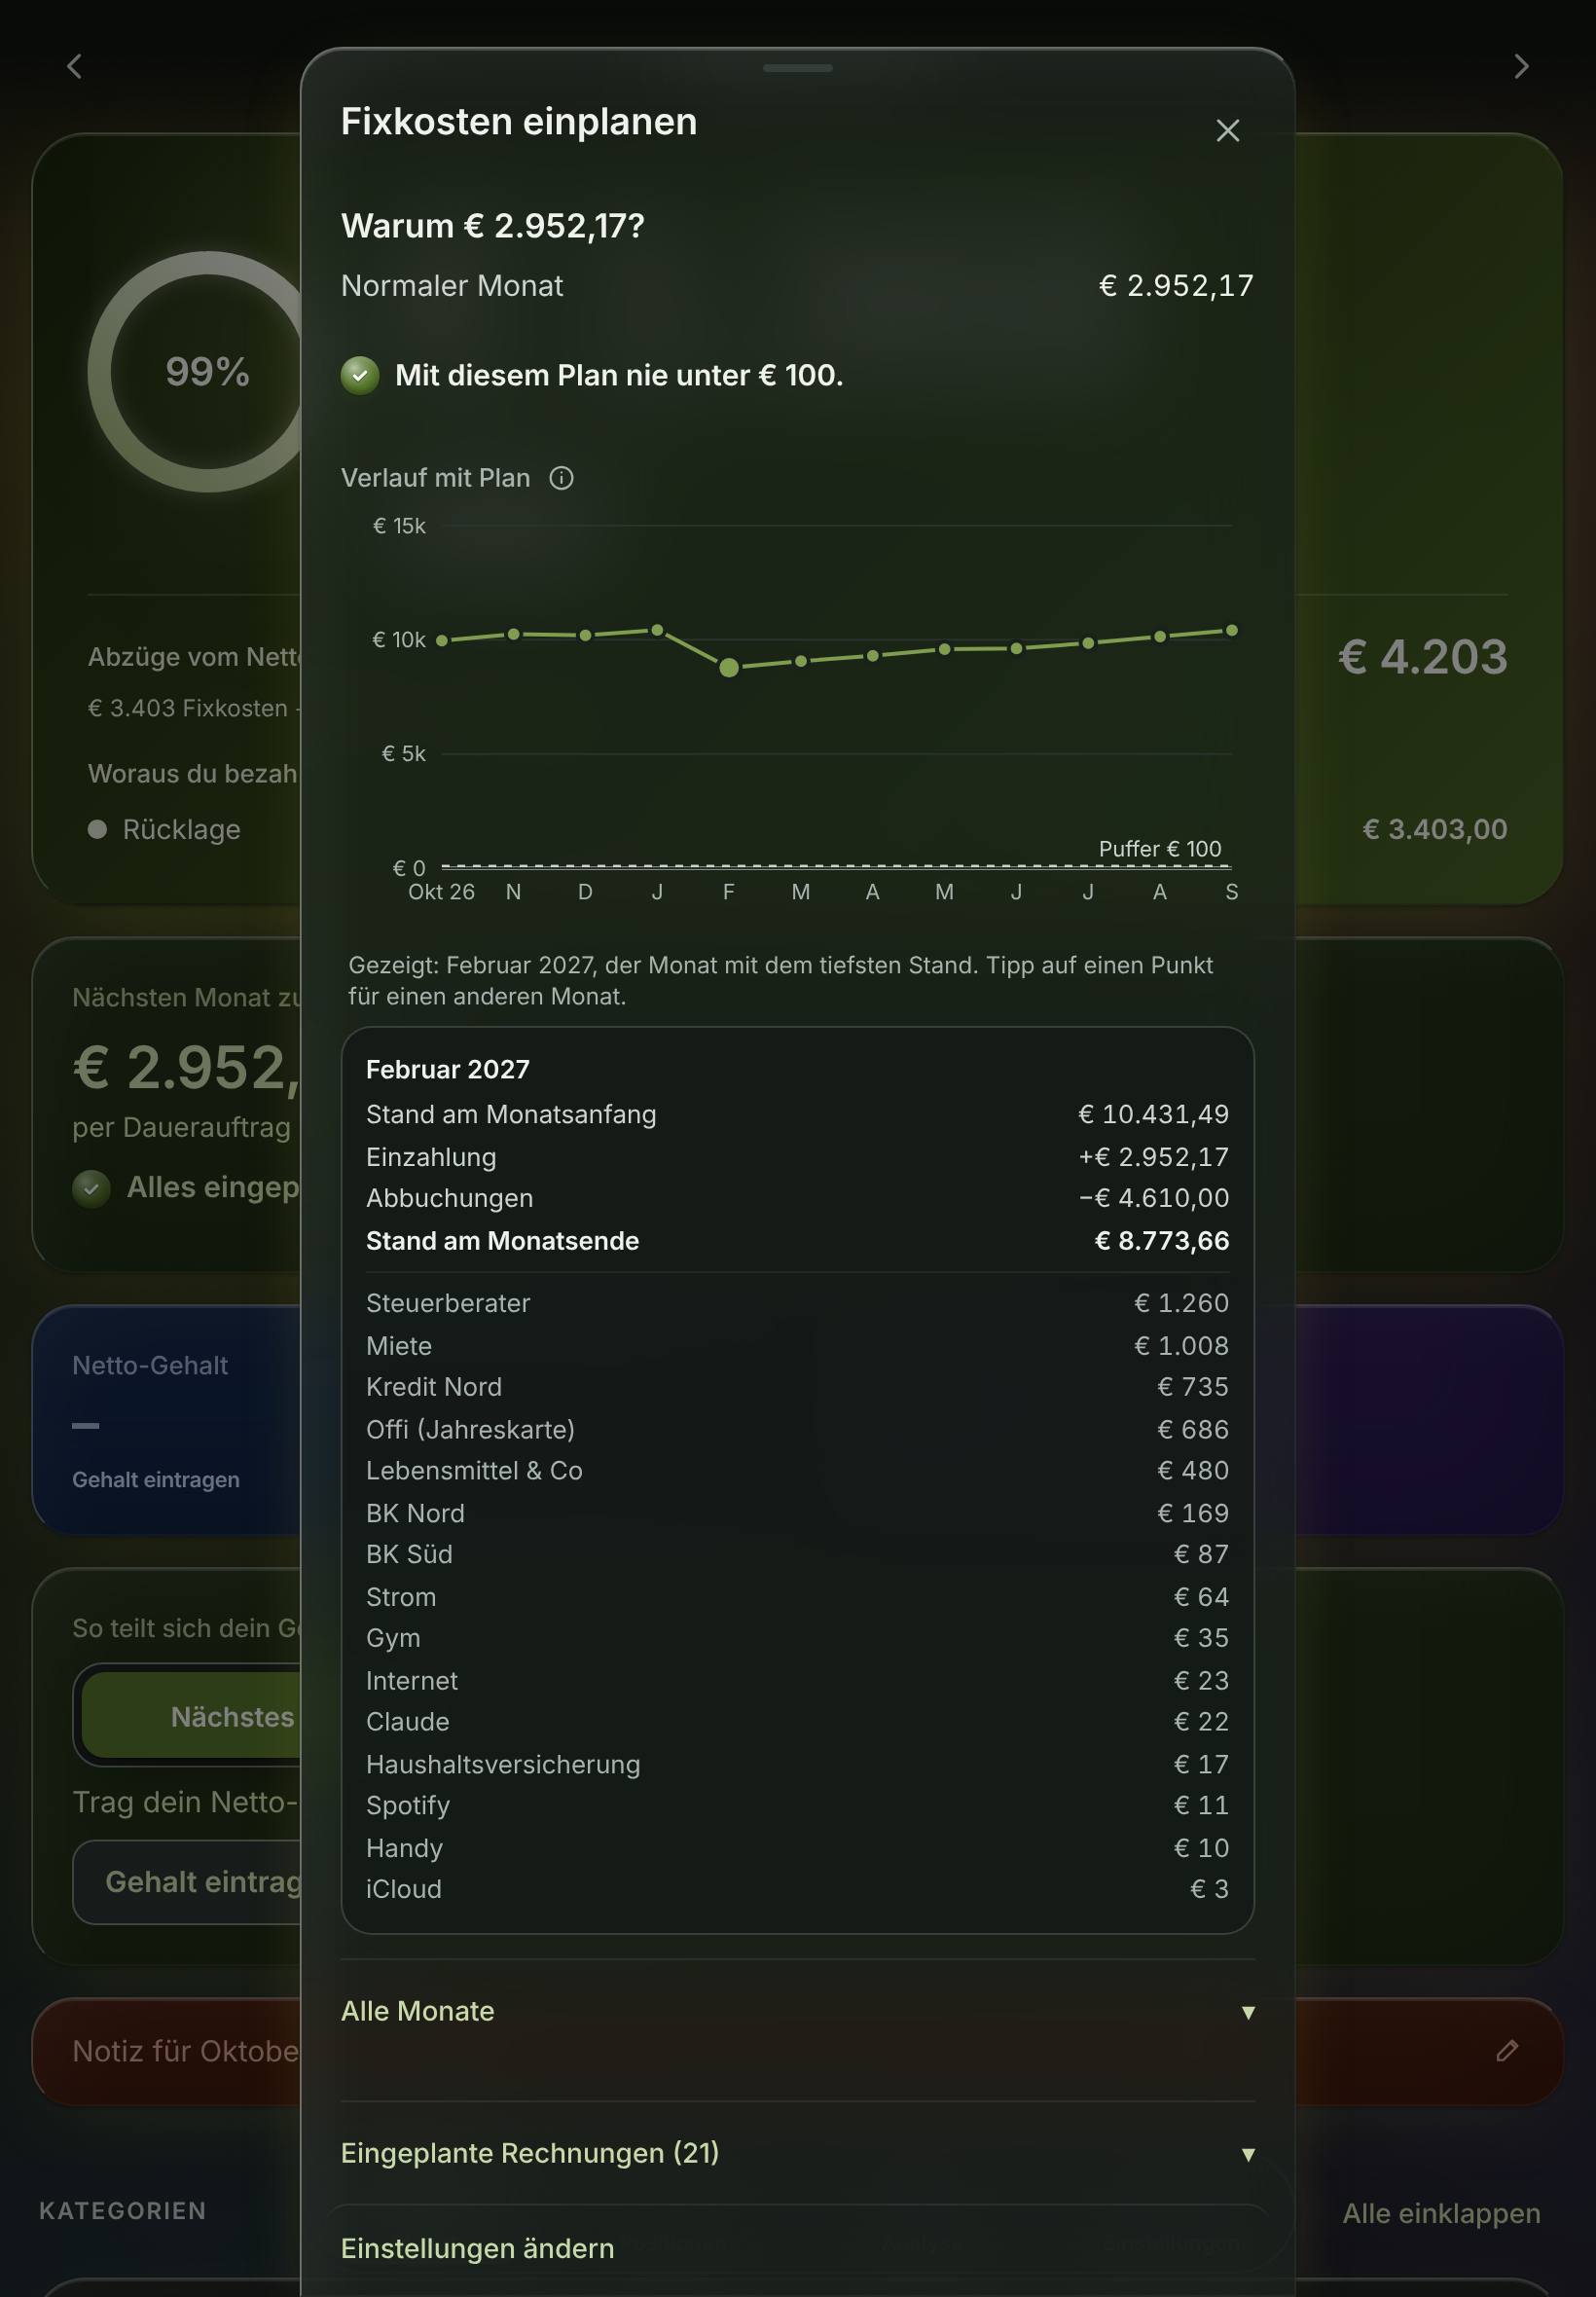 Fixkosten einplanen
Warum € 2.952,17?
Normaler Monat € 2.952,17
Mit diesem Plan nie unter € 100.
Verlauf mit Plan
€ 15k
€ 10k
€ 5k
Puffer € 100
€ 0
Okt 26 N D J F M A M J J A S
Gezeigt: Februar 2027, der Monat mit dem tiefsten Stand. Tipp auf einen Punkt
für einen anderen Monat.
Februar 2027
Stand am Monatsanfang € 10.431,49
Einzahlung +€ 2.952,17
Abbuchungen −€ 4.610,00
Stand am Monatsende € 8.773,66
Steuerberater € 1.260
Miete € 1.008
Kredit Nord € 735
Offi (Jahreskarte) € 686
Lebensmittel & Co € 480
BK Nord € 169
BK Süd € 87
Strom € 64
Gym € 35
Internet € 23
Claude € 22
Haushaltsversicherung € 17
Spotify € 11
Handy € 10
iCloud € 3
Alle Monate
Eingeplante Rechnungen (21)
Einstellungen ändern
99%
Abzüge vom
€ 4.203
€ 3.403 Fixkosten
Woraus du
Rücklage € 3.403,00
Nächsten Monat
€ 2.952,
per Dauerauftrag
Alles
Netto-Gehalt
–
Gehalt eintragen
So teilt sich dein
Nächstes
Trag dein Netto-
Gehalt
Notiz für
KATEGORIEN Alle einklappen